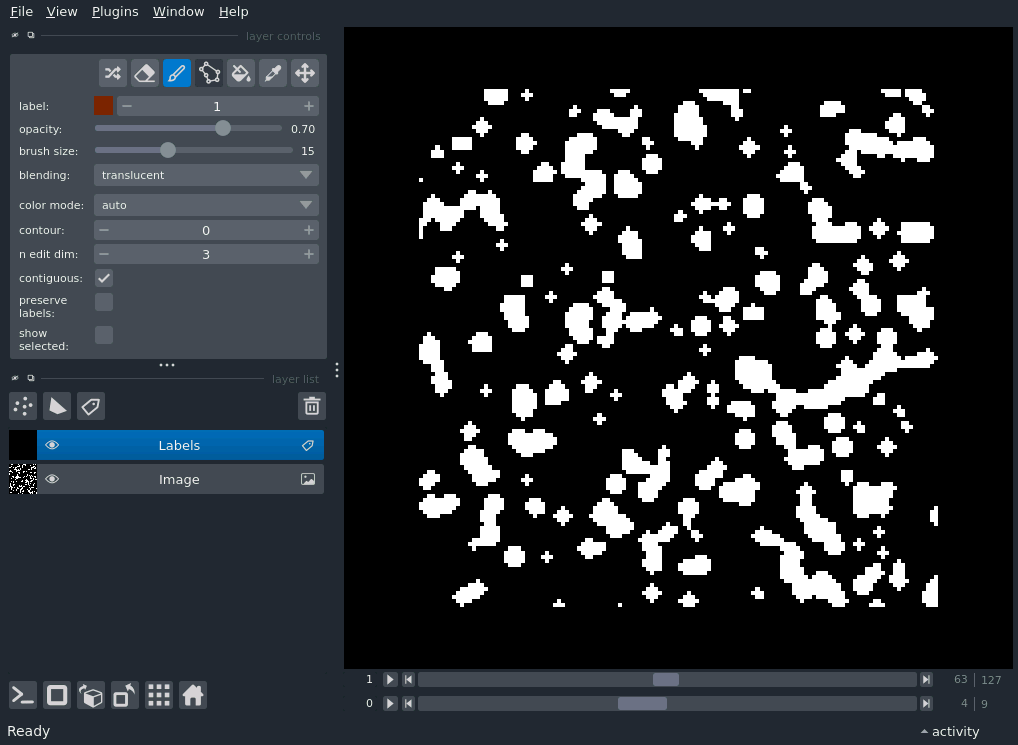 File View Plugins Window Help
layer controls
label: 1
opacity: 0.70
brush size: 15
blending: translucent
color mode: auto
contour: 0
n edit dim: 3
contiguous:
preserve
labels:
show
selected:
layer list
Labels
Image
1 63 127
0 4 9
Ready activity